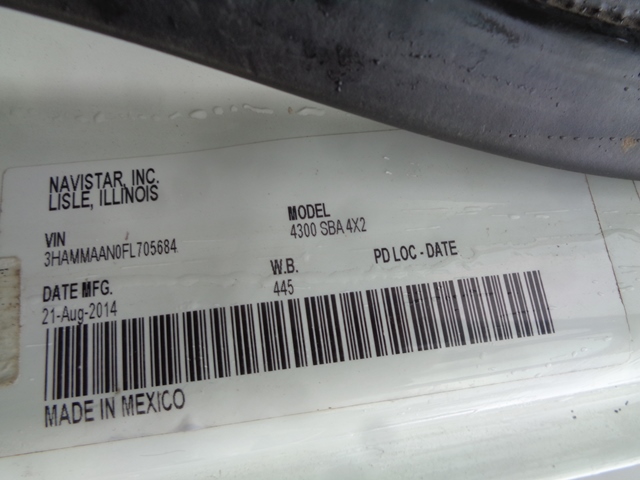 NAVISTAR, INC.
LISLE, ILLINOIS
VIN
3HAMMAAN0FL705684
MODEL
4300 SBA 4X2
DATE MFG.
21-Aug-2014
W.B.
445
PD LOC - DATE
MADE IN MEXICO